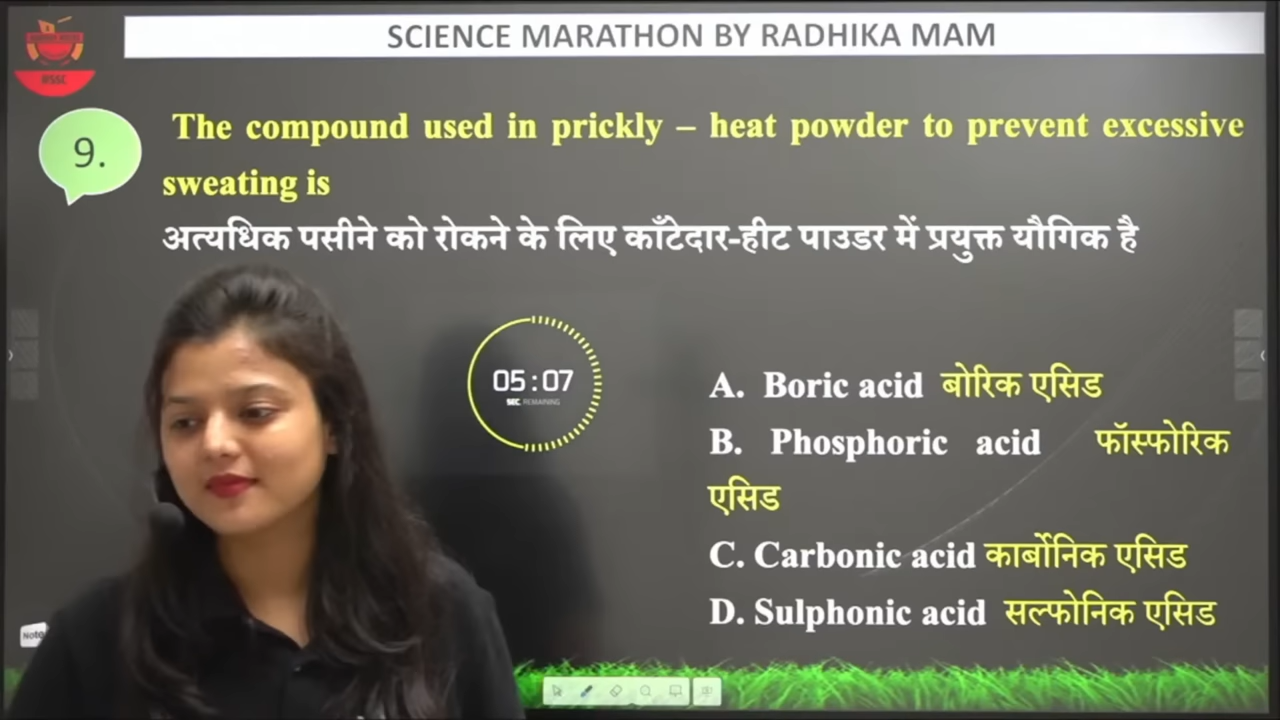 SCIENCE MARATHON BY RADHIKA MAM
#SSC
9.
The compound used in prickly – heat powder to prevent excessive
sweating is
अत्यधिक पसीने को रोकने के लिए काँटेदार-हीट पाउडर में प्रयुक्त यौगिक है
05:07
SEC. REMAINING
A. Boric acid बोरिक एसिड
B. Phosphoric acid फॉस्फोरिक
एसिड
C. Carbonic acid कार्बोनिक एसिड
D. Sulphonic acid सल्फोनिक एसिड